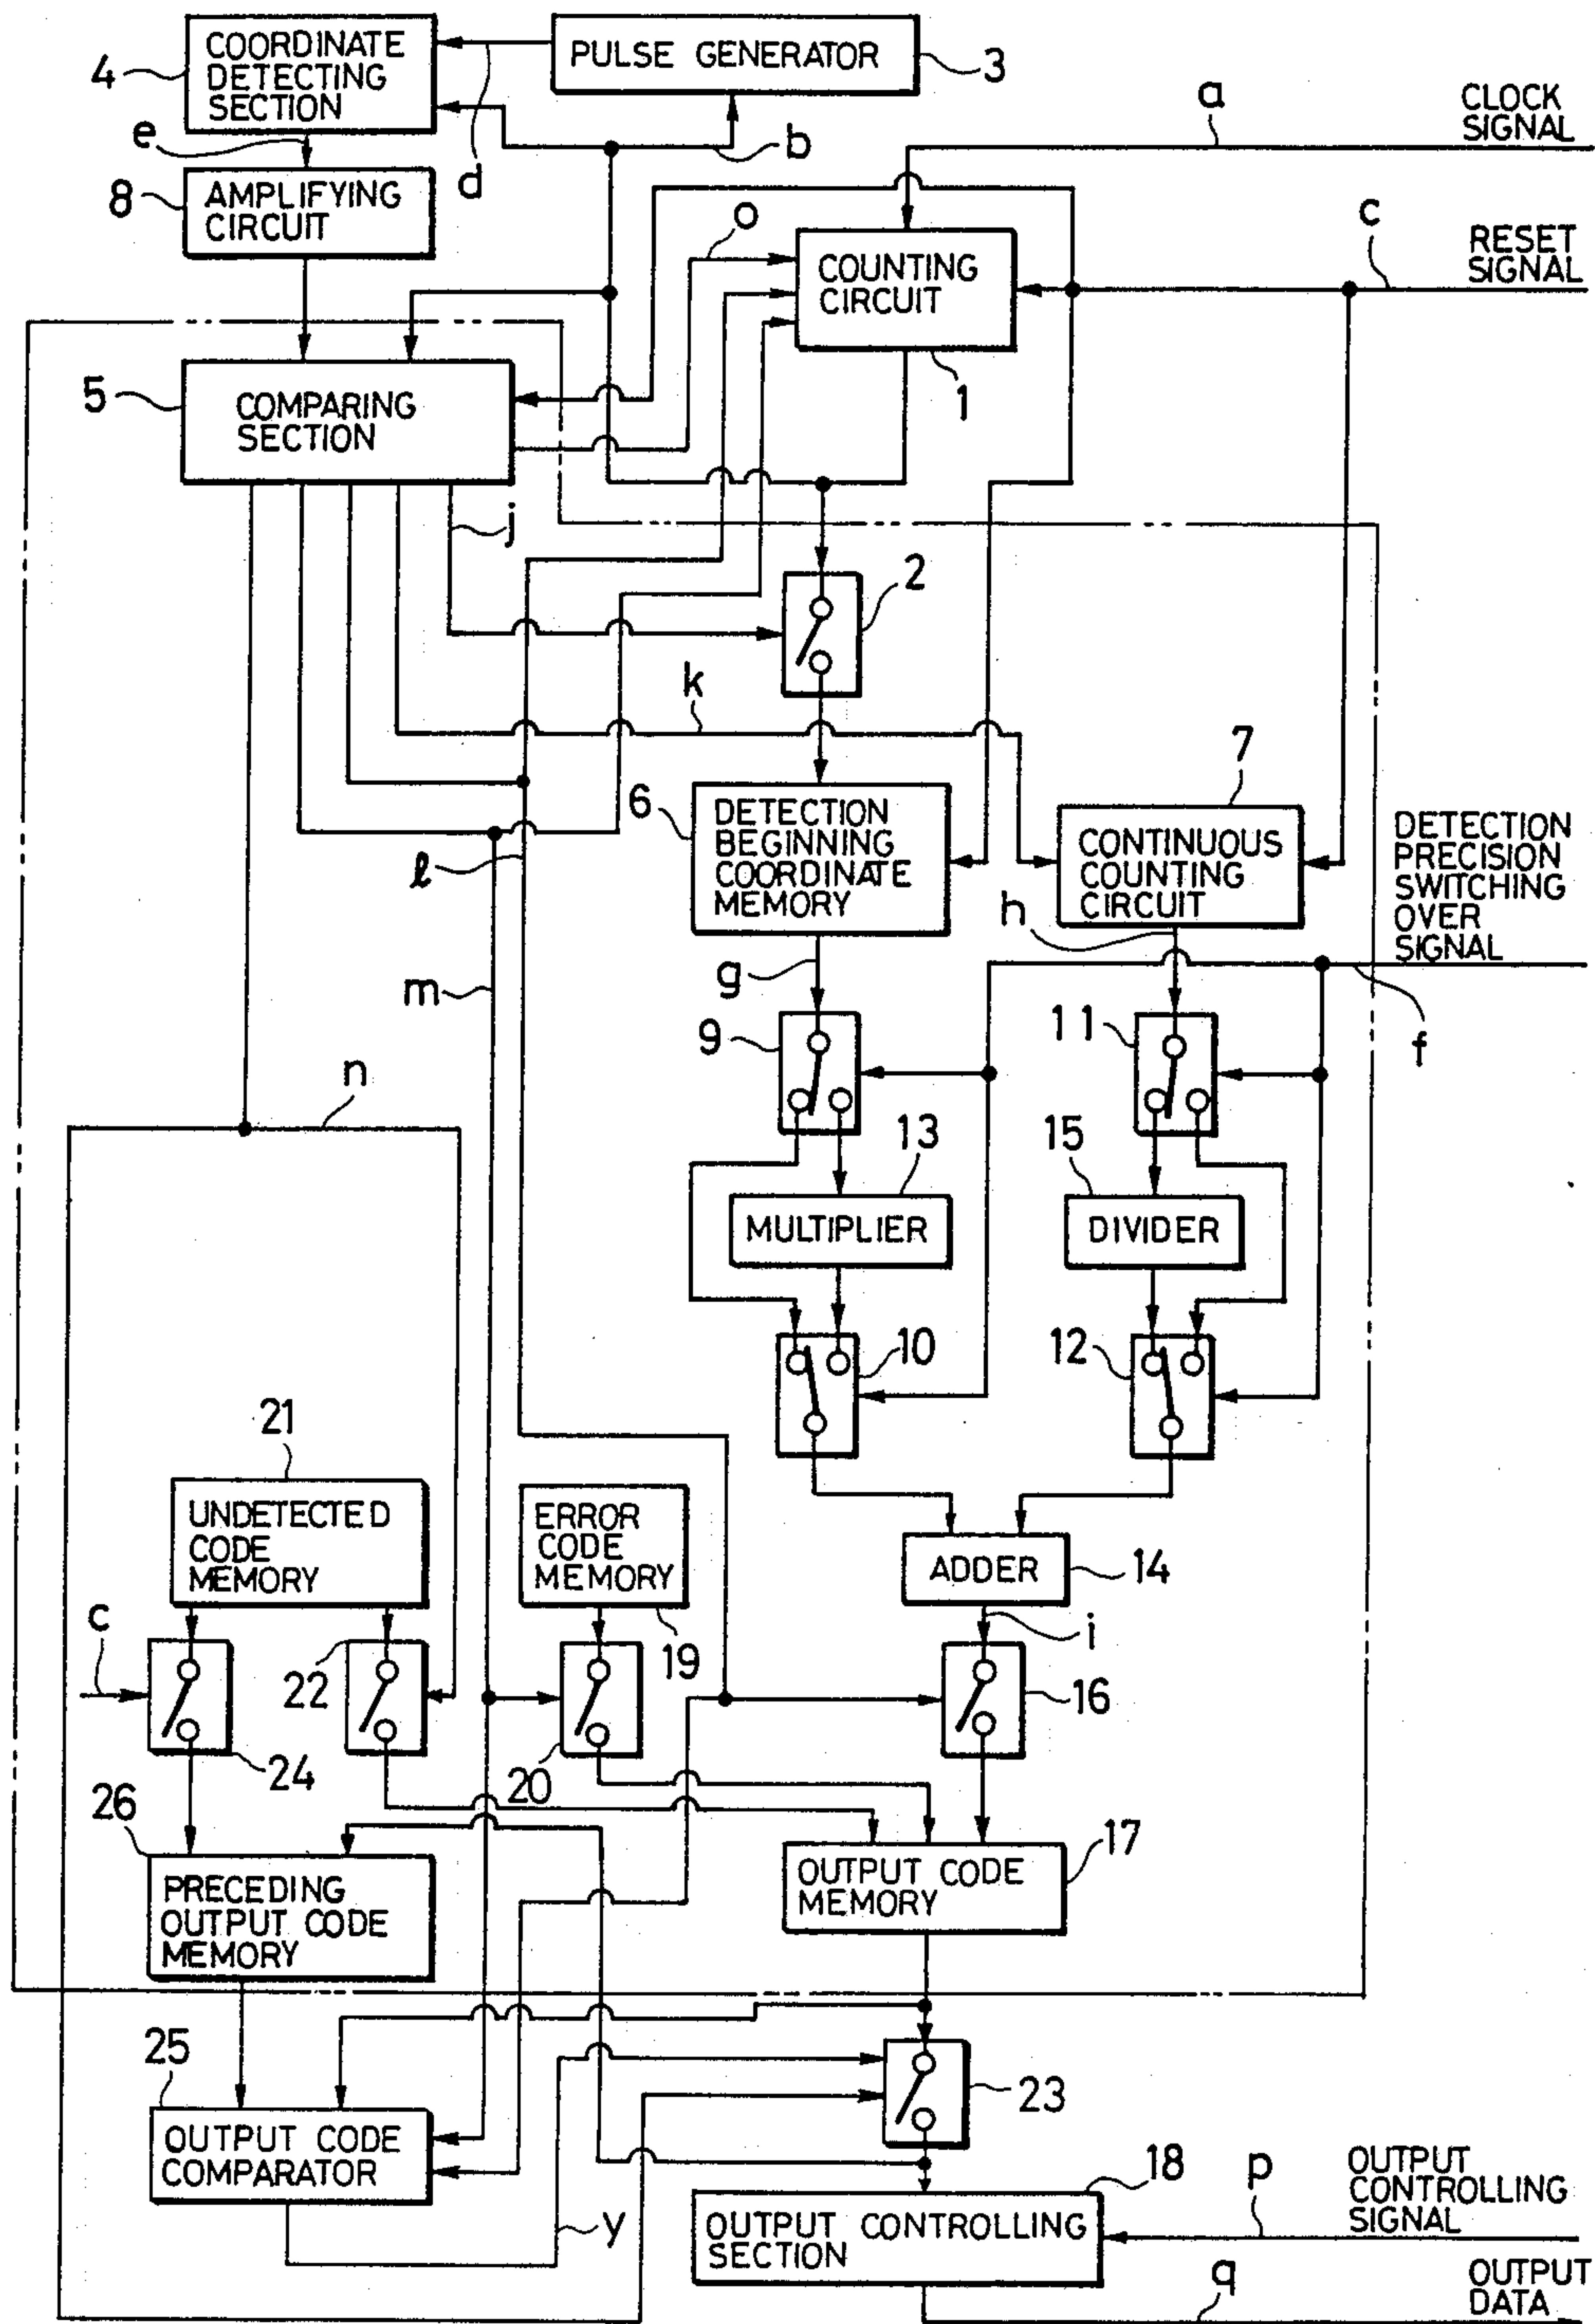 4
COORDINATE
DETECTING
SECTION
PULSE GENERATOR
3
a
CLOCK
SIGNAL
e
d
b
8
AMPLIFYING
CIRCUIT
o
c
RESET
SIGNAL
COUNTING
CIRCUIT
1
5
COMPARING
SECTION
j
2
k
7
6
DETECTION
BEGINNING
COORDINATE
MEMORY
CONTINUOUS
COUNTING
CIRCUIT
DETECTION
PRECISION
SWITCHING
OVER
SIGNAL
l
h
m
g
f
9
11
n
13
15
MULTIPLIER
DIVIDER
10
12
21
UNDETECTED
CODE
MEMORY
ERROR
CODE
MEMORY
ADDER
14
c
i
22
19
16
24
20
26
17
PRECEDING
OUTPUT CODE
MEMORY
OUTPUT CODE
MEMORY
25
23
OUTPUT CODE
COMPARATOR
18
p
OUTPUT
CONTROLLING
SIGNAL
y
OUTPUT CONTROLLING
SECTION
q
OUTPUT
DATA